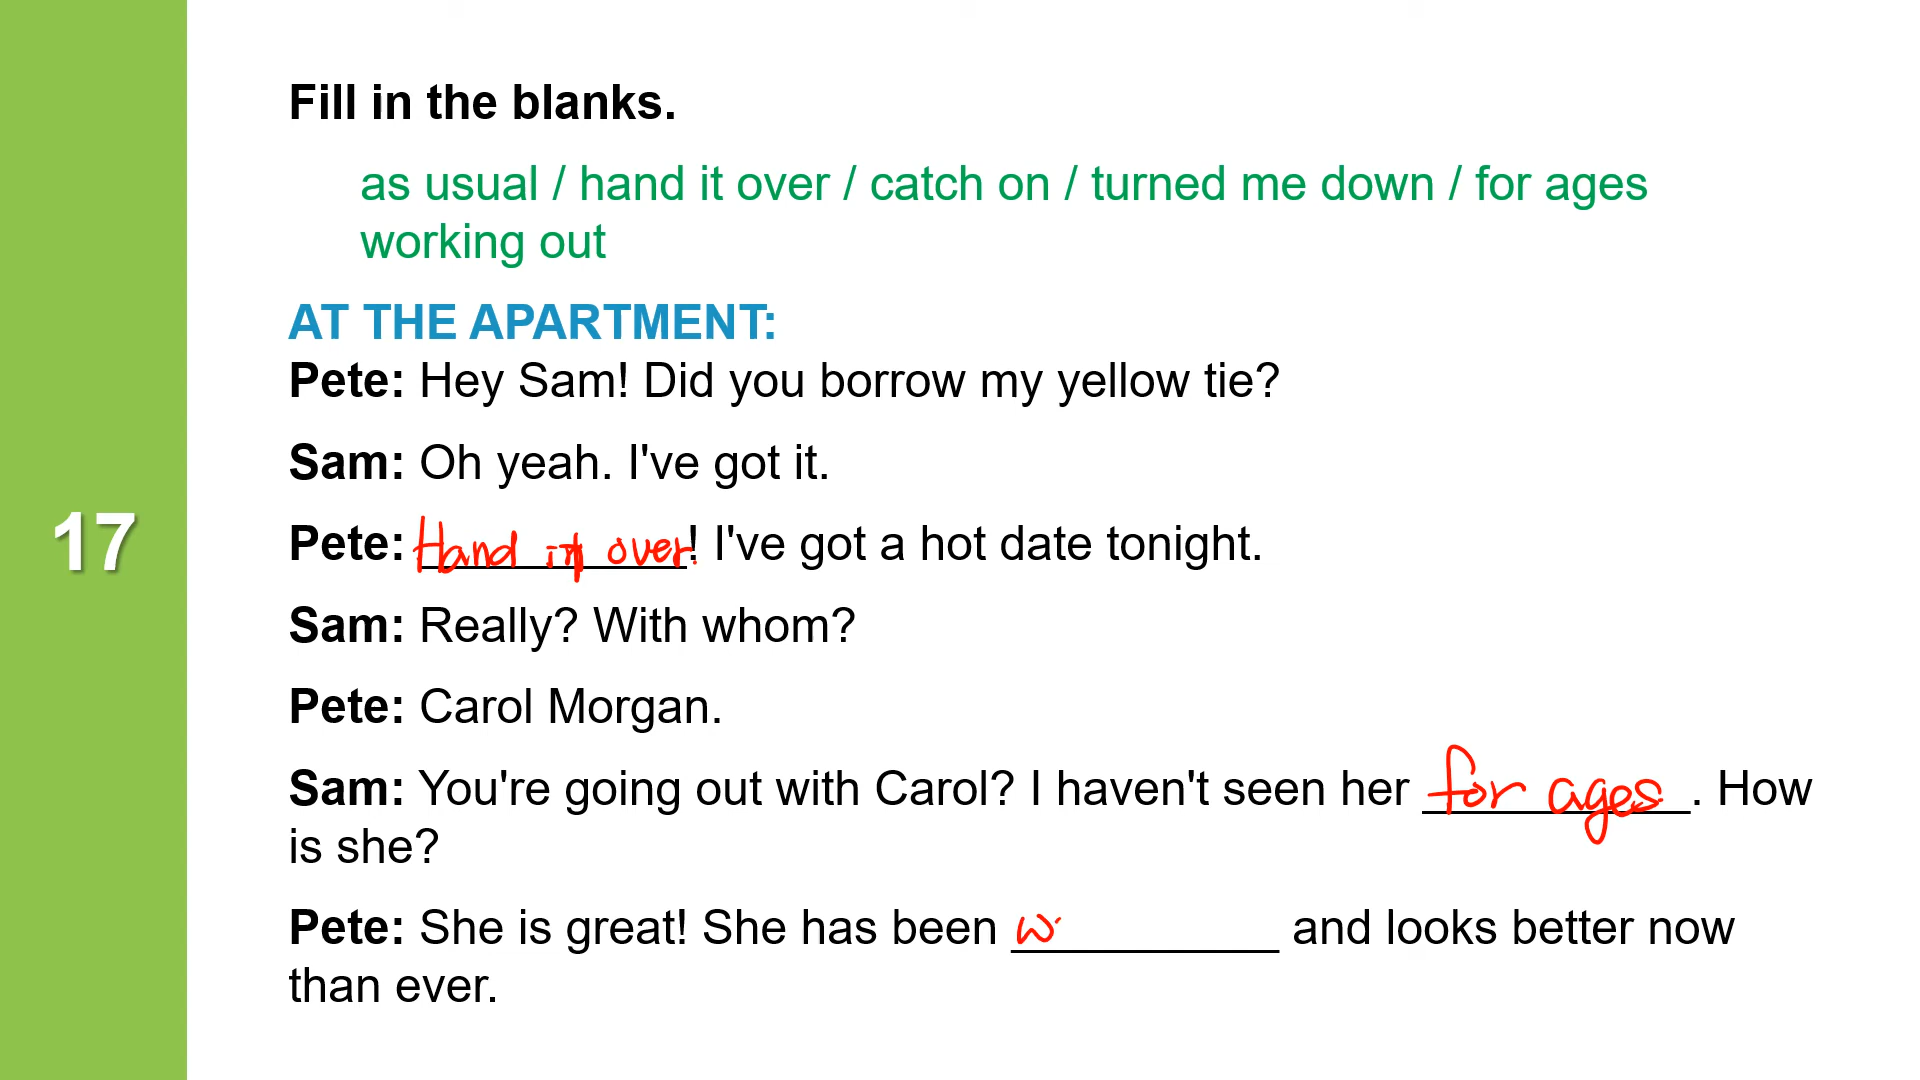 Fill in the blanks.
as usual / hand it over / catch on / turned me down / for ages
working out
AT THE APARTMENT:
Pete: Hey Sam! Did you borrow my yellow tie?
Sam: Oh yeah. I've got it.
17
Pete: Hand it over! I've got a hot date tonight.
Sam: Really? With whom?
Pete: Carol Morgan.
Sam: You're going out with Carol? I haven't seen her for ages. How
is she?
Pete: She is great! She has been w__________ and looks better now
than ever.